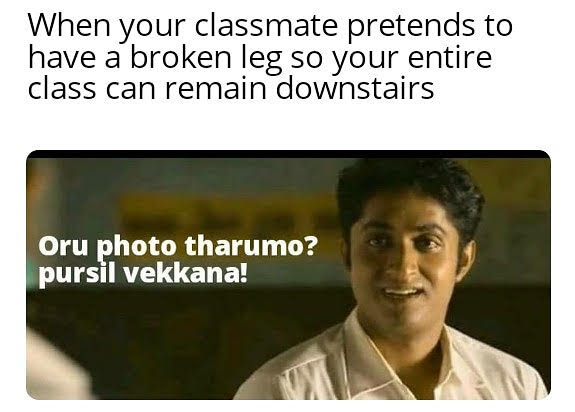 When your classmate pretends to
have a broken leg so your entire
class can remain downstairs
Oru photo tharumo?
pursil vekkana!